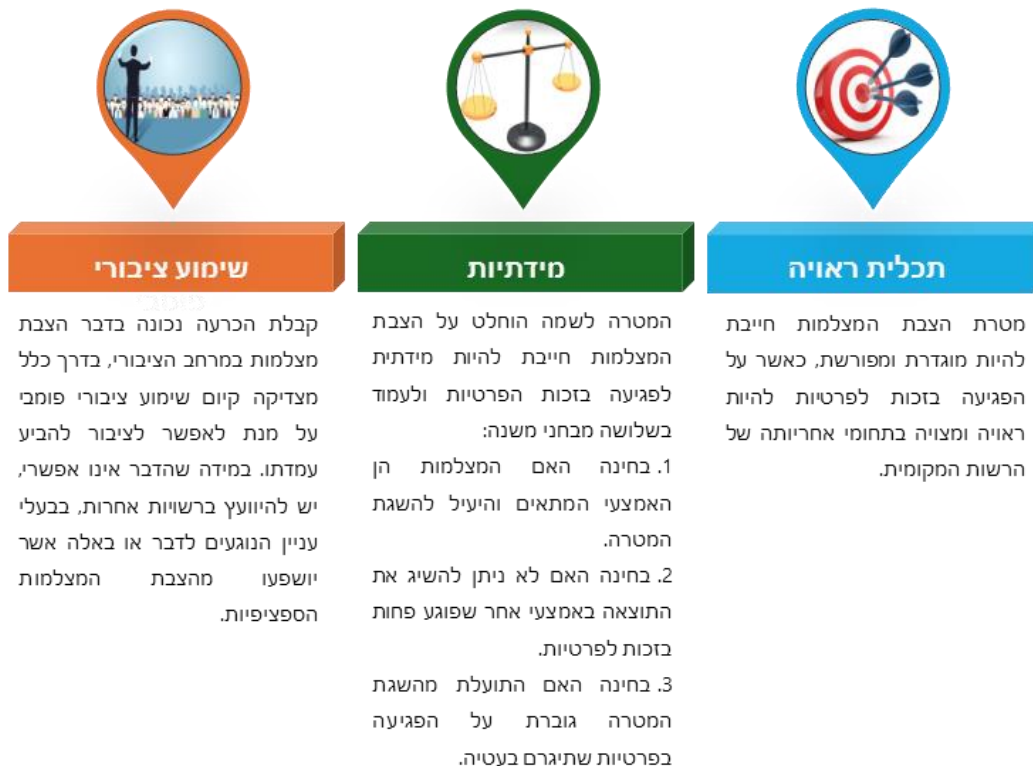 תכלית ראויה
מטרת הצבת המצלמות חייבת
להיות מוגדרת ומפורשת, כאשר על
הפגיעה בזכות לפרטיות להיות
ראויה ומצויה בתחומי אחריותה של
הרשות המקומית.
מידתיות
המטרה לשמה הוחלט על הצבת
המצלמות חייבת להיות מידתית
לפגיעה בזכות הפרטיות ולעמוד
בשלושה מבחני משנה:
1. בחינה האם המצלמות הן
האמצעי המתאים והיעיל להשגת
המטרה.
2. בחינה האם לא ניתן להשיג את
התוצאה באמצעי אחר שפוגע פחות
בזכות לפרטיות.
3. בחינה האם התועלת מהשגת
המטרה גוברת על הפגיעה
בפרטיות שתיגרם בעטיה.
שימוע ציבורי
קבלת הכרעה נכונה בדבר הצבת
מצלמות במרחב הציבורי, בדרך כלל
מצדיקה קיום שימוע ציבורי פומבי
על מנת לאפשר לציבור להביע
עמדתו. במידה שהדבר אינו אפשרי,
יש להיוועץ ברשויות אחרות, בבעלי
עניין הנוגעים לדבר או באלה אשר
יושפעו מהצבת המצלמות
הספציפיות.